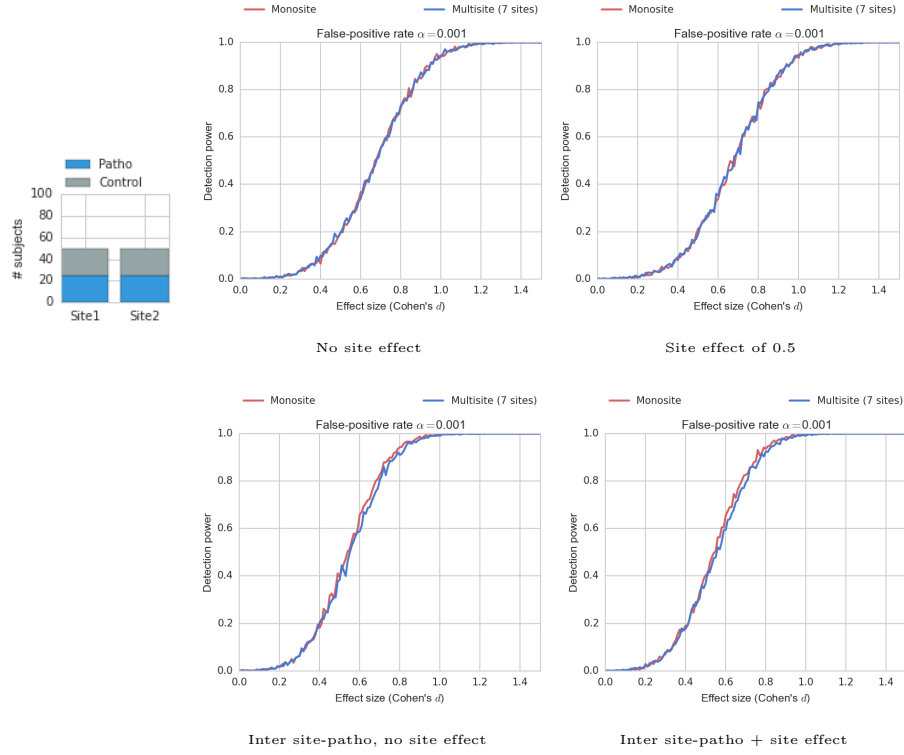 Monosite Multisite (7 sites)
False-positive rate α=0.001
1.0
0.8
0.6
0.4
0.2
0.0
Detection power
0.0 0.2 0.4 0.6 0.8 1.0 1.2 1.4
Effect size (Cohen's d)
No site effect
Monosite Multisite (7 sites)
False-positive rate α=0.001
1.0
0.8
0.6
0.4
0.2
0.0
Detection power
0.0 0.2 0.4 0.6 0.8 1.0 1.2 1.4
Effect size (Cohen's d)
Site effect of 0.5
Patho
Control
100
80
60
40
20
0
# subjects
Site1 Site2
Monosite Multisite (7 sites)
False-positive rate α=0.001
1.0
0.8
0.6
0.4
0.2
0.0
Detection power
0.0 0.2 0.4 0.6 0.8 1.0 1.2 1.4
Effect size (Cohen's d)
Inter site-patho, no site effect
Monosite Multisite (7 sites)
False-positive rate α=0.001
1.0
0.8
0.6
0.4
0.2
0.0
Detection power
0.0 0.2 0.4 0.6 0.8 1.0 1.2 1.4
Effect size (Cohen's d)
Inter site-patho + site effect